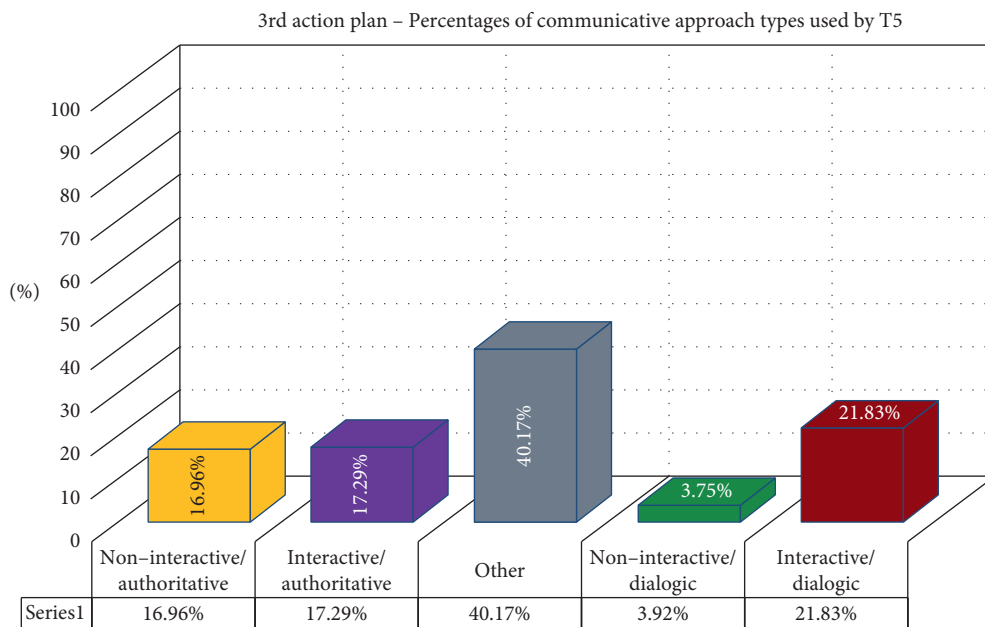 3rd action plan – Percentages of communicative approach types used by T5
100
90
80
70
60
(%)
50
40
30
20
10
0
16.96%
17.29%
40.17%
3.75%
21.83%
Non–interactive/
authoritative
Interactive/
authoritative
Other
Non–interactive/
dialogic
Interactive/
dialogic
Series1 16.96% 17.29% 40.17% 3.92% 21.83%